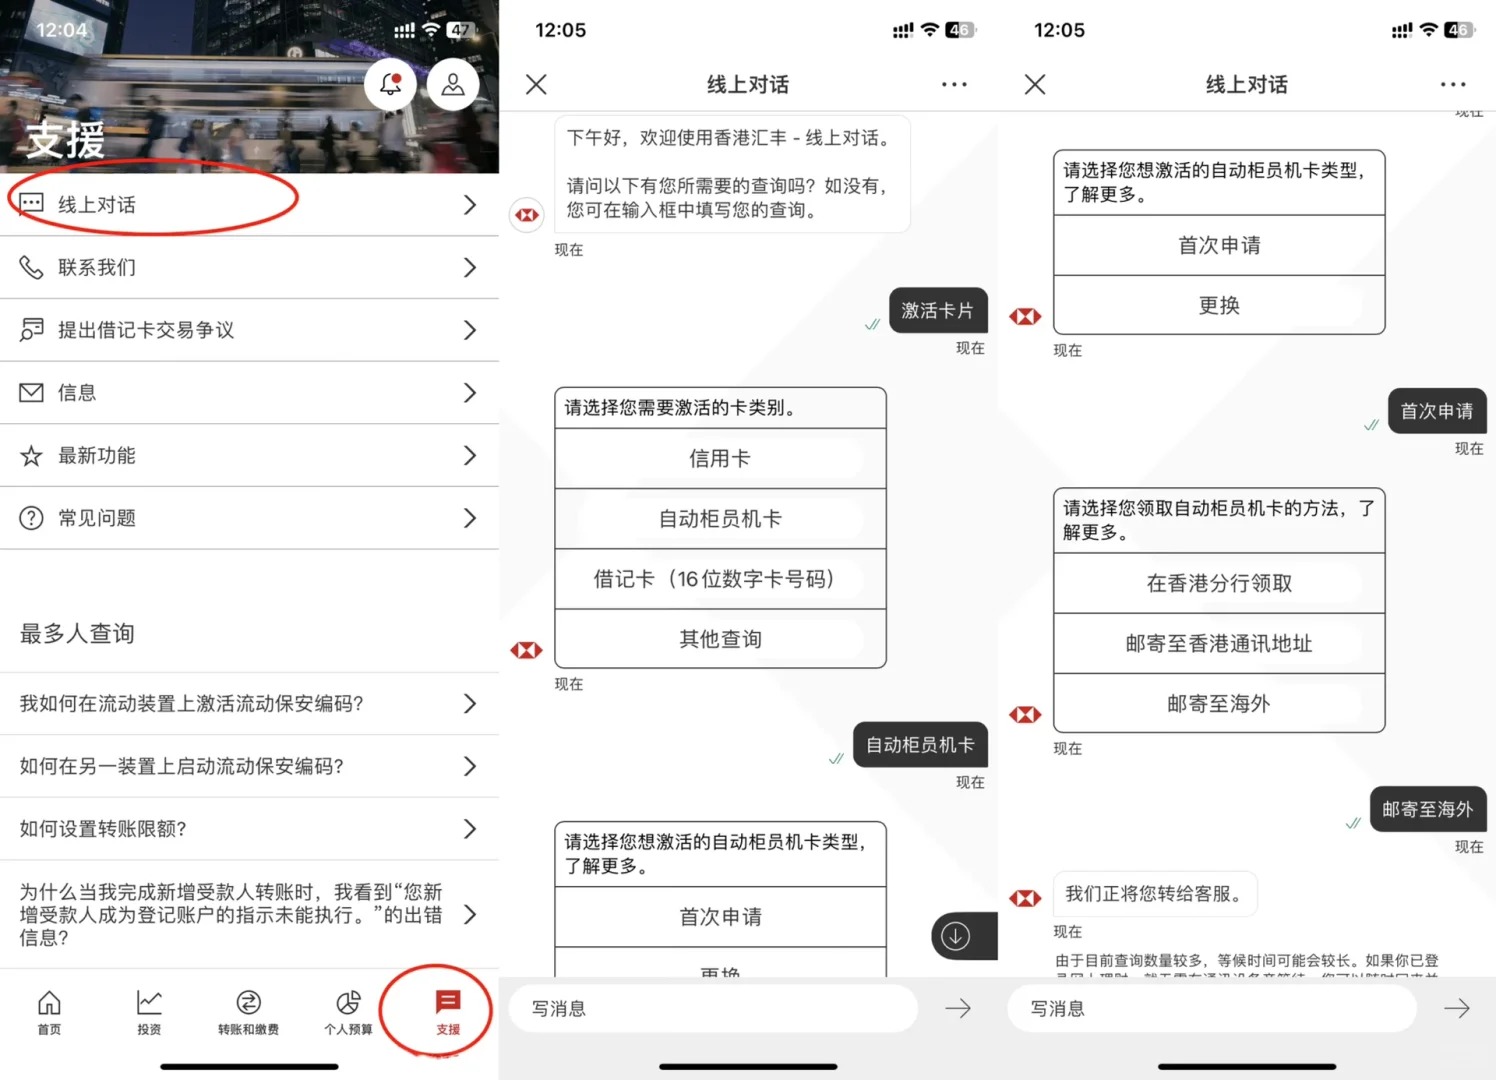 12:04
47
支援
线上对话
联系我们
提出借记卡交易争议
信息
最新功能
常见问题
最多人查询
我如何在流动装置上激活流动保安编码?
如何在另一装置上启动流动保安编码?
如何设置转账限额?
为什么当我完成新增受款人转账时，我看到“您新
增受款人成为登记账户的指示未能执行。”的出错
信息?
首页
投资
转账和缴费
个人预算
支援
12:05
46
线上对话
下午好，欢迎使用香港汇丰 - 线上对话。
请问以下有您所需要的查询吗？如没有，
您可在输入框中填写您的查询。
现在
激活卡片
现在
请选择您需要激活的卡类别。
信用卡
自动柜员机卡
借记卡（16位数字卡号码）
其他查询
现在
自动柜员机卡
现在
请选择您想激活的自动柜员机卡类型，
了解更多。
首次申请
更换
写消息
12:05
46
线上对话
现在
请选择您想激活的自动柜员机卡类型，
了解更多。
首次申请
更换
现在
首次申请
现在
请选择您领取自动柜员机卡的方法，了
解更多。
在香港分行领取
邮寄至香港通讯地址
邮寄至海外
现在
邮寄至海外
现在
我们正将您转给客服。
现在
由于目前查询数量较多，等候时间可能会较长。如果你已登
写消息